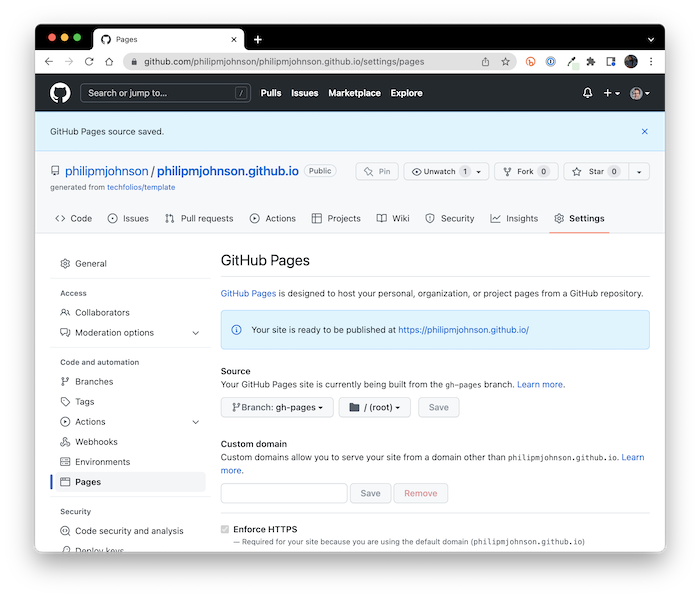 Pages
github.com/philipmjohnson/philipmjohnson.github.io/settings/pages
Search or jump to... /
Pulls Issues Marketplace Explore
GitHub Pages source saved.
philipmjohnson / philipmjohnson.github.io Public
Pin Unwatch 1 Fork 0 Star 0
generated from techfolios/template
Code Issues Pull requests Actions Projects Wiki Security Insights Settings
General
Access
Collaborators
Moderation options
Code and automation
Branches
Tags
Actions
Webhooks
Environments
Pages
Security
Code security and analysis
Deploy keys
GitHub Pages
GitHub Pages is designed to host your personal, organization, or project pages from a GitHub repository.
Your site is ready to be published at https://philipmjohnson.github.io/
Source
Your GitHub Pages site is currently being built from the gh-pages branch. Learn more.
Branch: gh-pages / (root) Save
Custom domain
Custom domains allow you to serve your site from a domain other than philipmjohnson.github.io. Learn
more.
Save Remove
Enforce HTTPS
— Required for your site because you are using the default domain (philipmjohnson.github.io)